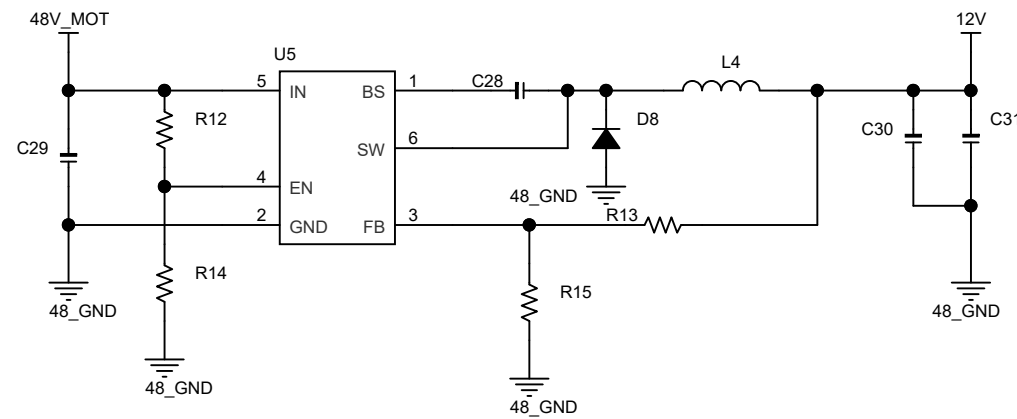 48V_MOT
12V
U5
L4
C28
5
IN
BS
1
R12
D8
C30
C31
C29
SW
6
4
EN
48_GND
2
GND
FB
3
R13
R14
R15
48_GND
48_GND
48_GND
48_GND